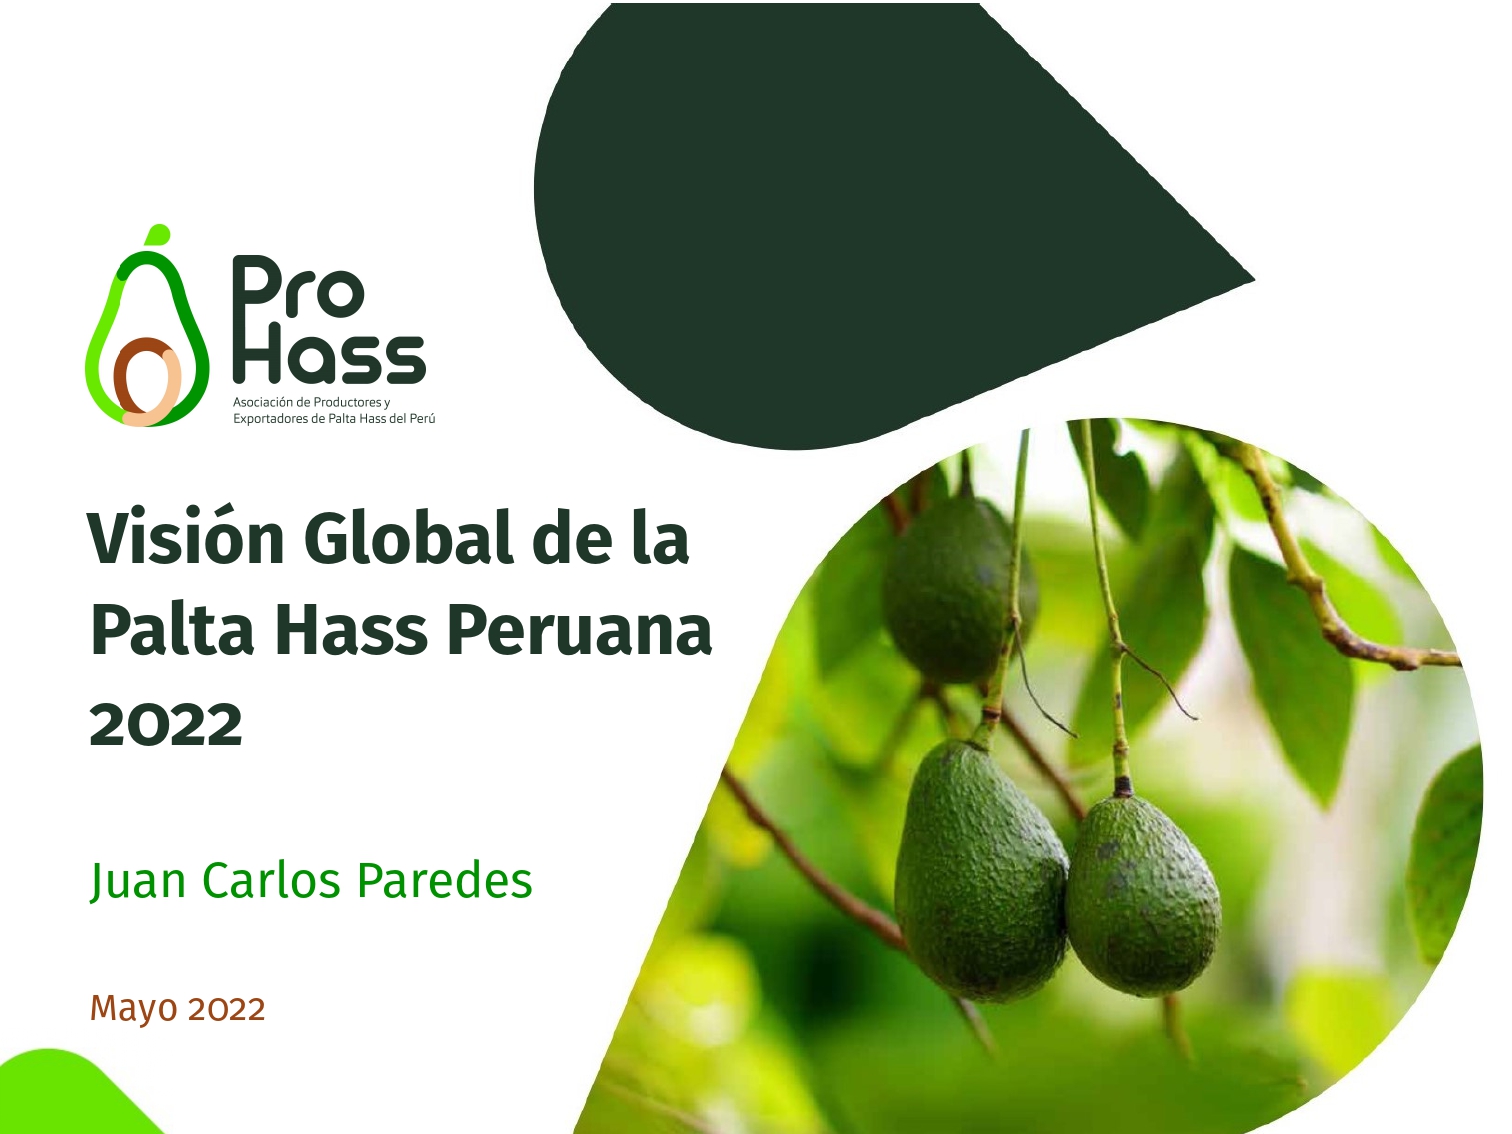 Pro
Hass
Asociación de Productores y
Exportadores de Palta Hass del Perú
Visión Global de la
Palta Hass Peruana
2022
Juan Carlos Paredes
Mayo 2022